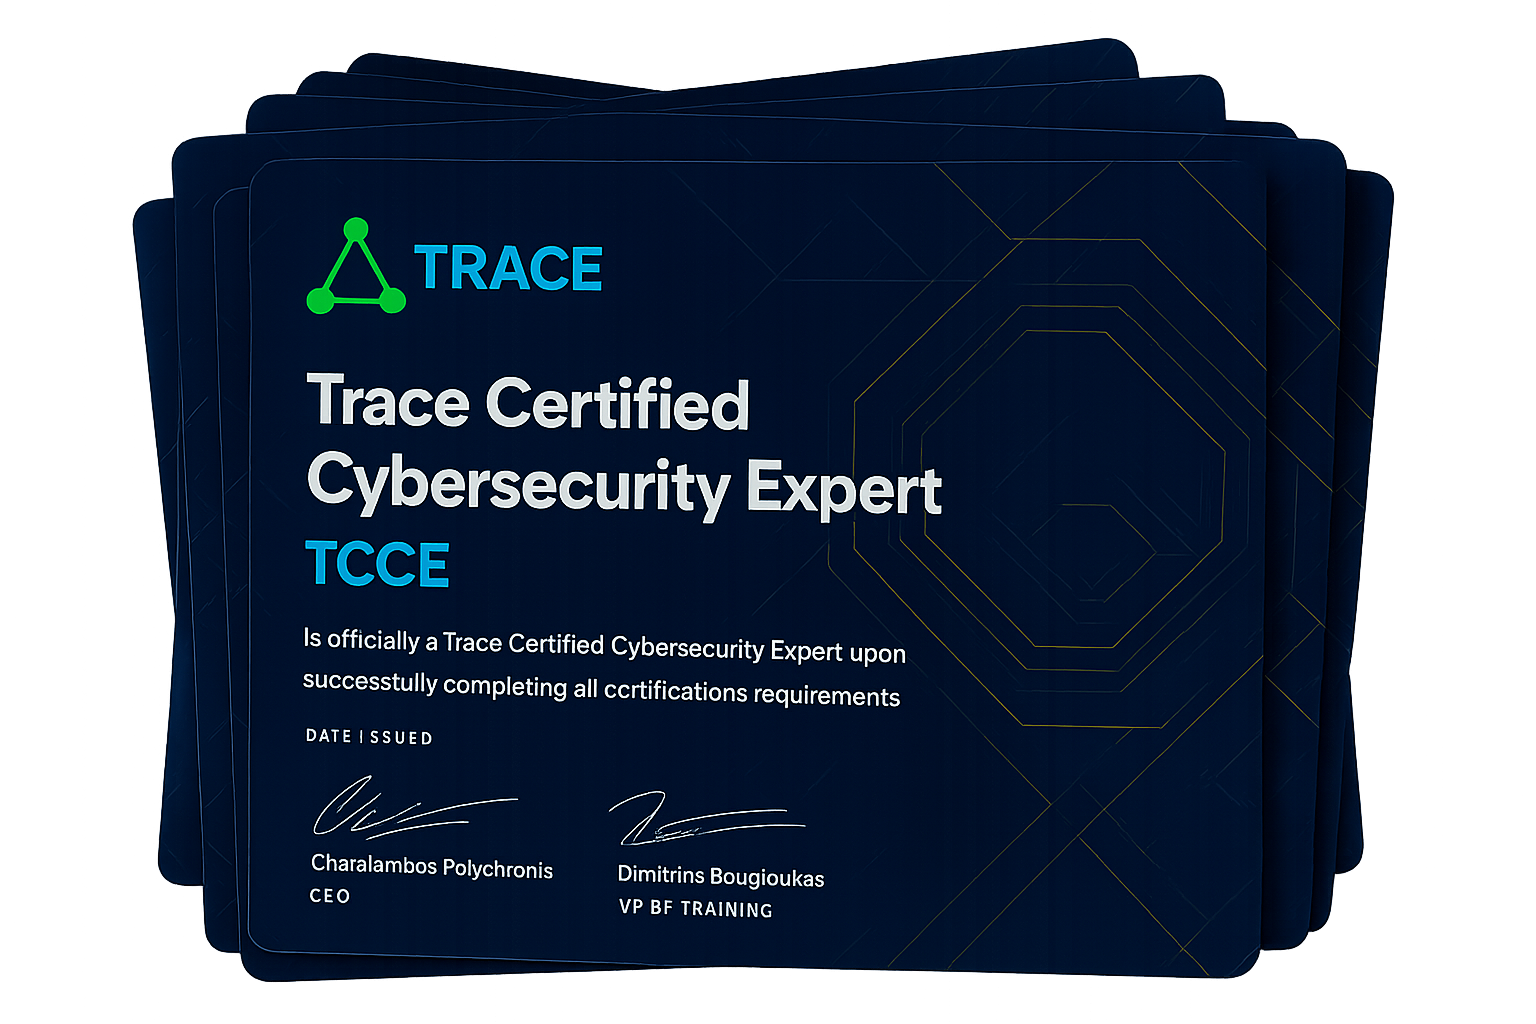 TRACE
Trace Certified
Cybersecurity Expert
TCCE
Is officially a Trace Certified Cybersecurity Expert upon
successtully completing all ccrtifications requirements
DATE ISSUED
Charalambos Polychronis
CEO
Dimitrins Bougioukas
VP BF TRAINING